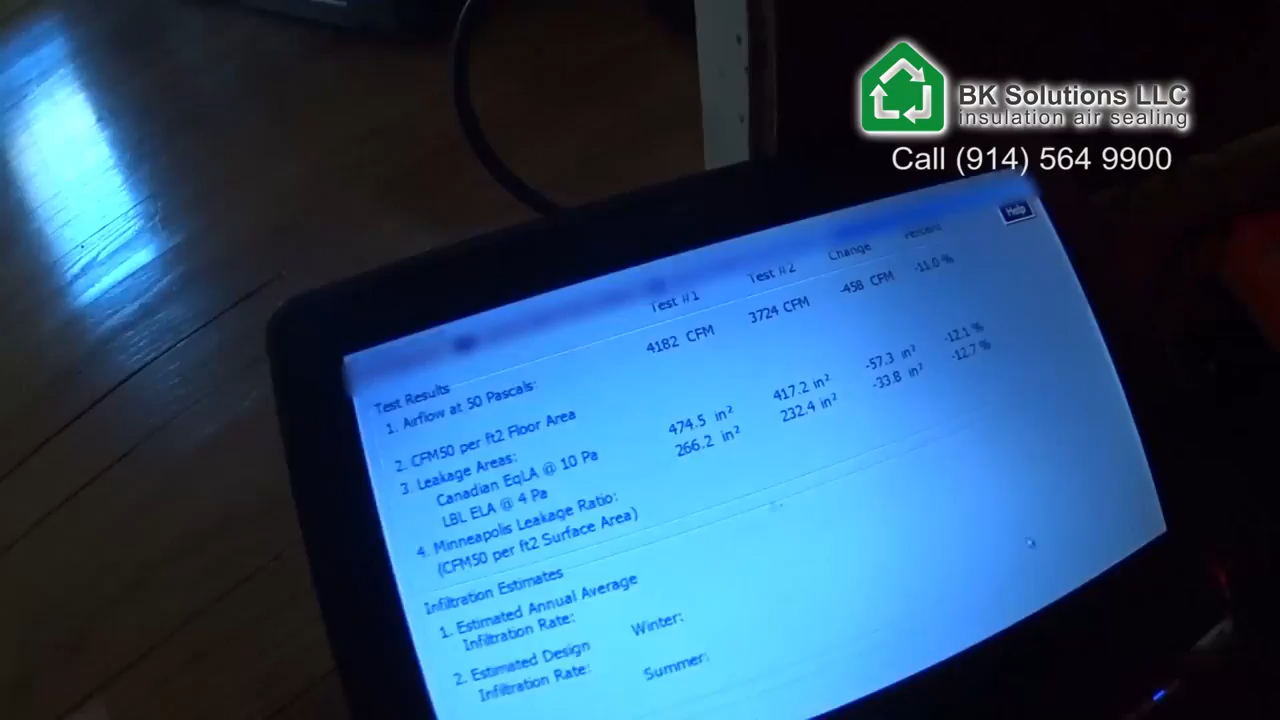 BK Solutions LLC
insulation air sealing
Call (914) 564 9900
Help
Test #1 Test #2 Change Percent
Test Results
1. Airflow at 50 Pascals: 4182 CFM 3724 CFM -458 CFM -11.0 %
2. CFM50 per ft2 Floor Area
3. Leakage Areas:
Canadian EqLA @ 10 Pa 474.5 in² 417.2 in² -57.3 in² -12.1 %
LBL ELA @ 4 Pa 266.2 in² 232.4 in² -33.8 in² -12.7 %
4. Minneapolis Leakage Ratio:
(CFM50 per ft2 Surface Area)
Infiltration Estimates
1. Estimated Annual Average
Infiltration Rate:
2. Estimated Design Winter:
Infiltration Rate: Summer: